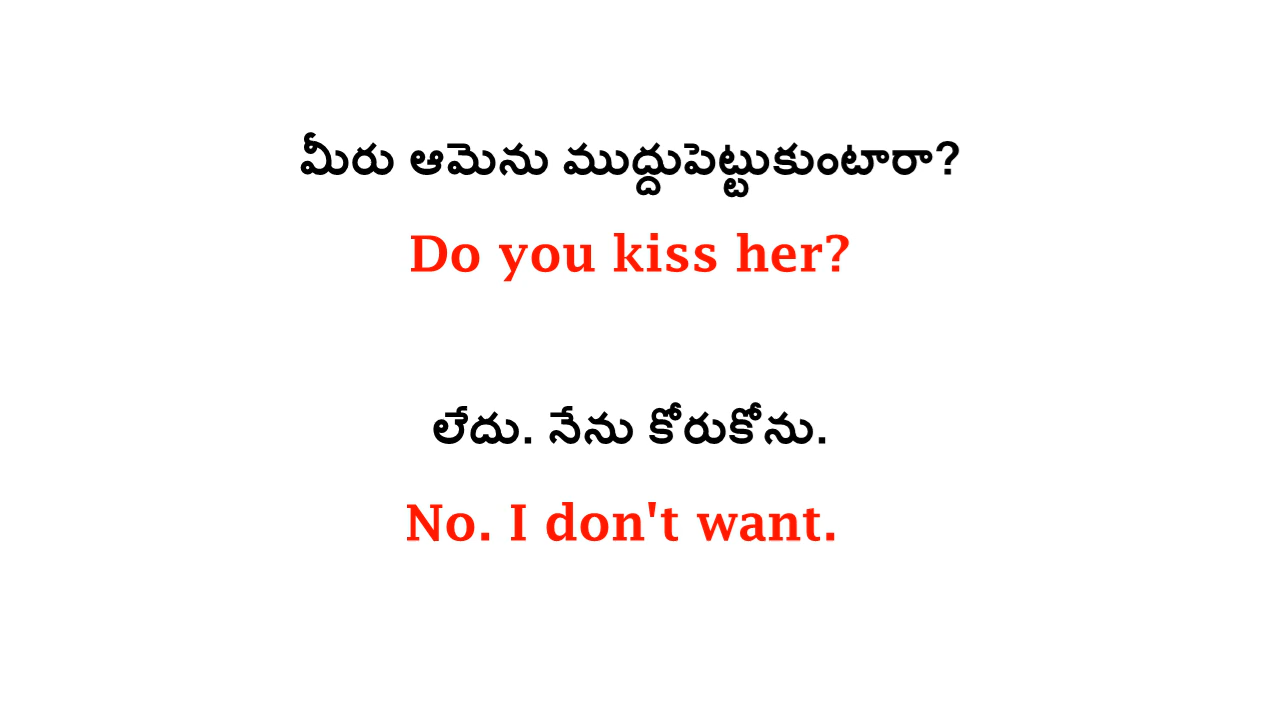 మీరు ఆమెను ముద్దుపెట్టుకుంటారా?
Do you kiss her?
లేదు. నేను కోరుకోను.
No. I don't want.